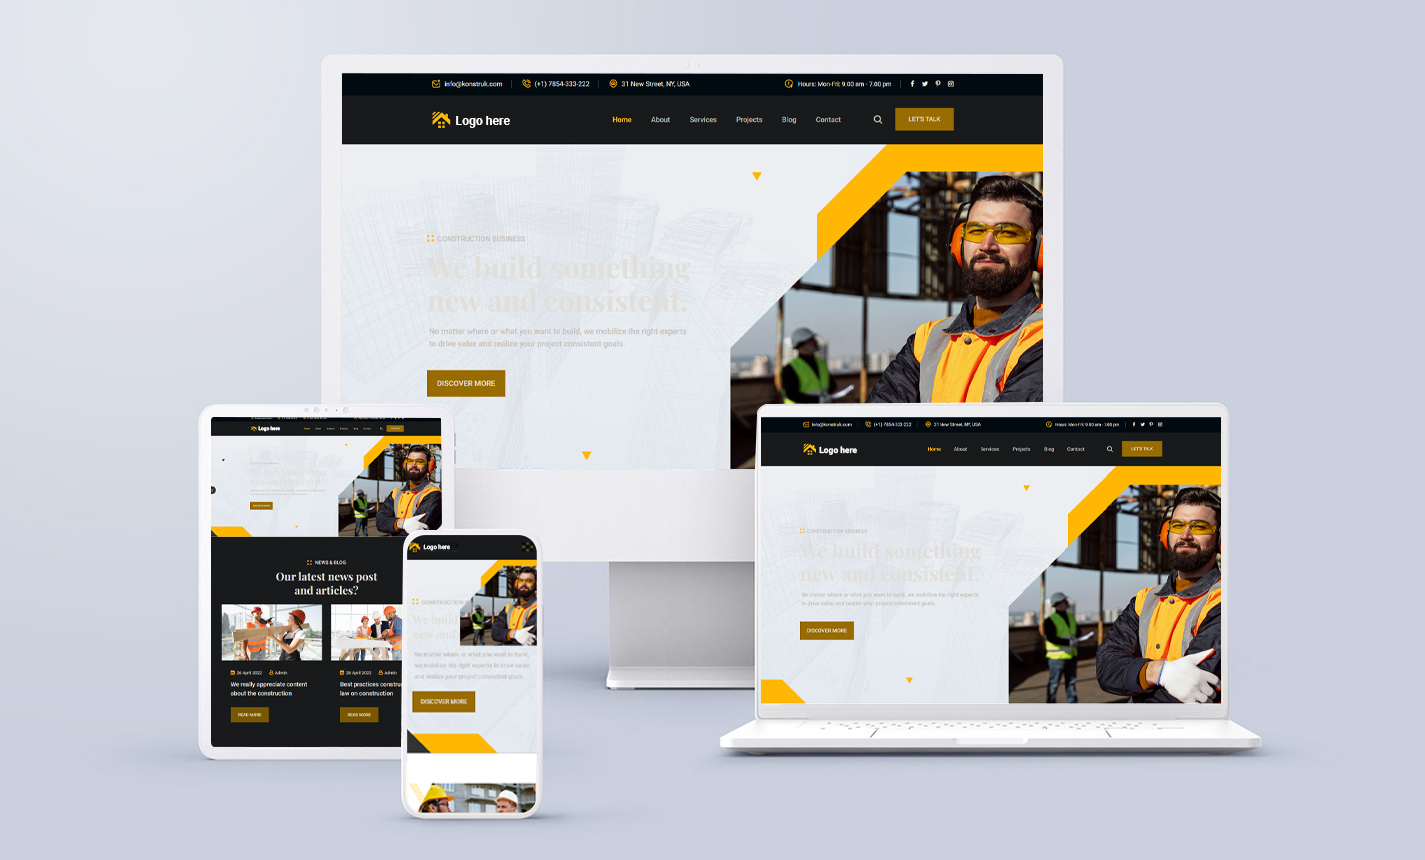 info@konstruk.com
(+1) 7854-333-222
31 New Street, NY, USA
Hours: Mon-Fri: 9.00 am - 7.00 pm
Logo here
Home
About
Services
Projects
Blog
Contact
LET'S TALK
CONSTRUCTION BUSINESS
We build something
new and consistent.
No matter where or what you want to build, we mobilize the right experts
to drive value and realize your project consistent goals.
DISCOVER MORE
Logo here
NEWS & BLOG
Our latest news post
and articles?
26 April 2022
Admin
We really appreciate content
about the construction
READ MORE
26 April 2022
Admin
Best practices constru
law on construction
READ MORE
Logo here
CONSTRUCTION
We build
new and
No matter where or what you want to build,
we mobilize the right experts to drive value
and realize your project consistent goals.
DISCOVER MORE
info@konstruk.com
(+1) 7854-333-222
31 New Street, NY, USA
Hours: Mon-Fri: 9.00 am - 7.00 pm
Logo here
Home
About
Services
Projects
Blog
Contact
LET'S TALK
CONSTRUCTION BUSINESS
We build something
new and consistent.
No matter where or what you want to build, we mobilize the right experts
to drive value and realize your project consistent goals.
DISCOVER MORE